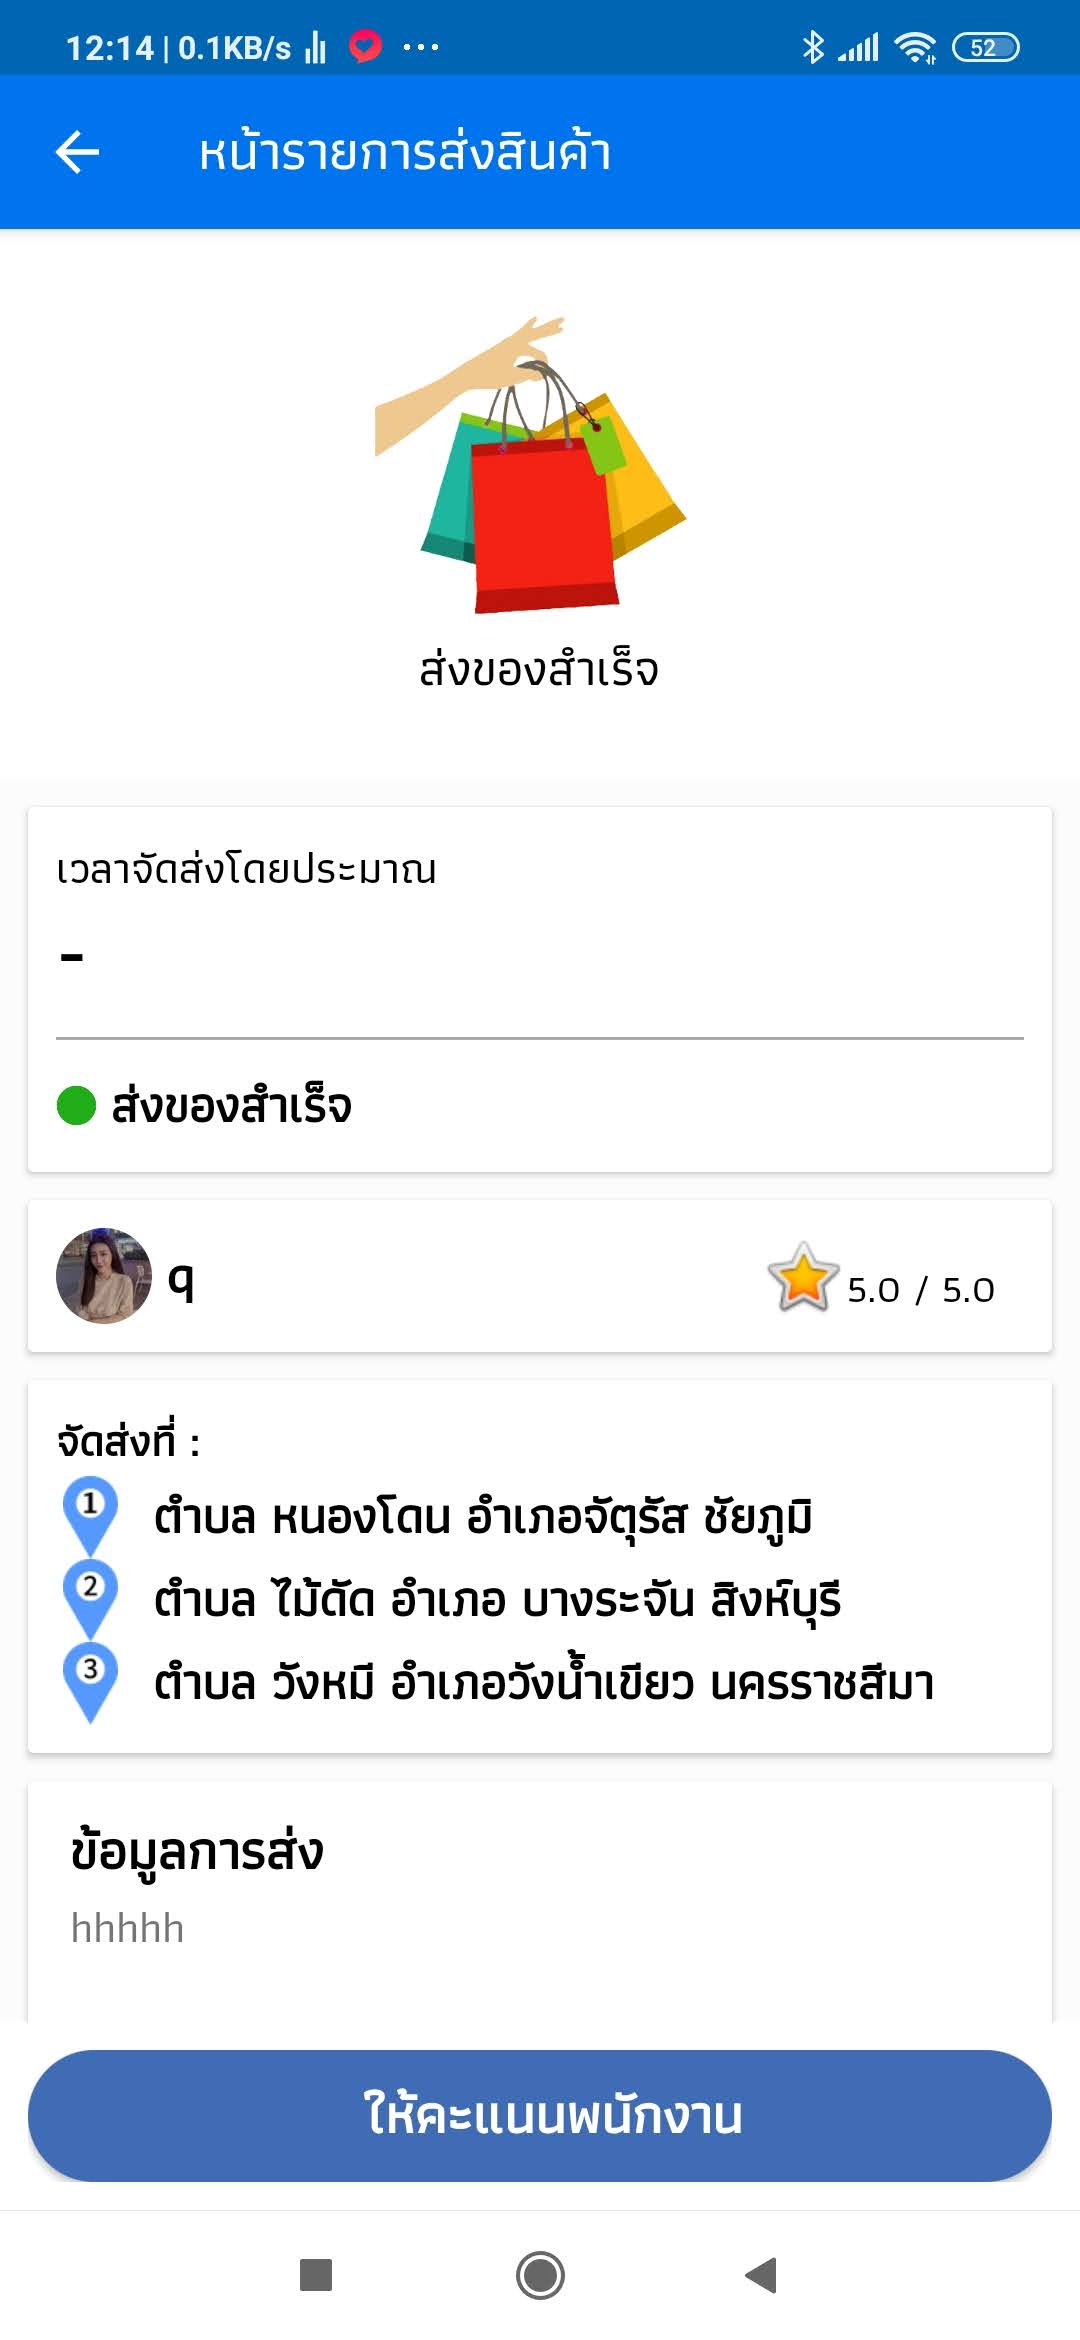 12:14 | 0.1KB/s
52
หน้ารายการส่งสินค้า
ส่งของสำเร็จ
เวลาจัดส่งโดยประมาณ
-
ส่งของสำเร็จ
q
5.0 / 5.0
จัดส่งที่ :
1 ตำบล หนองโดน อำเภอจัตุรัส ชัยภูมิ
2 ตำบล ไม้ดัด อำเภอ บางระจัน สิงห์บุรี
3 ตำบล วังหมี อำเภอวังน้ำเขียว นครราชสีมา
ข้อมูลการส่ง
hhhhh
ให้คะแนนพนักงาน